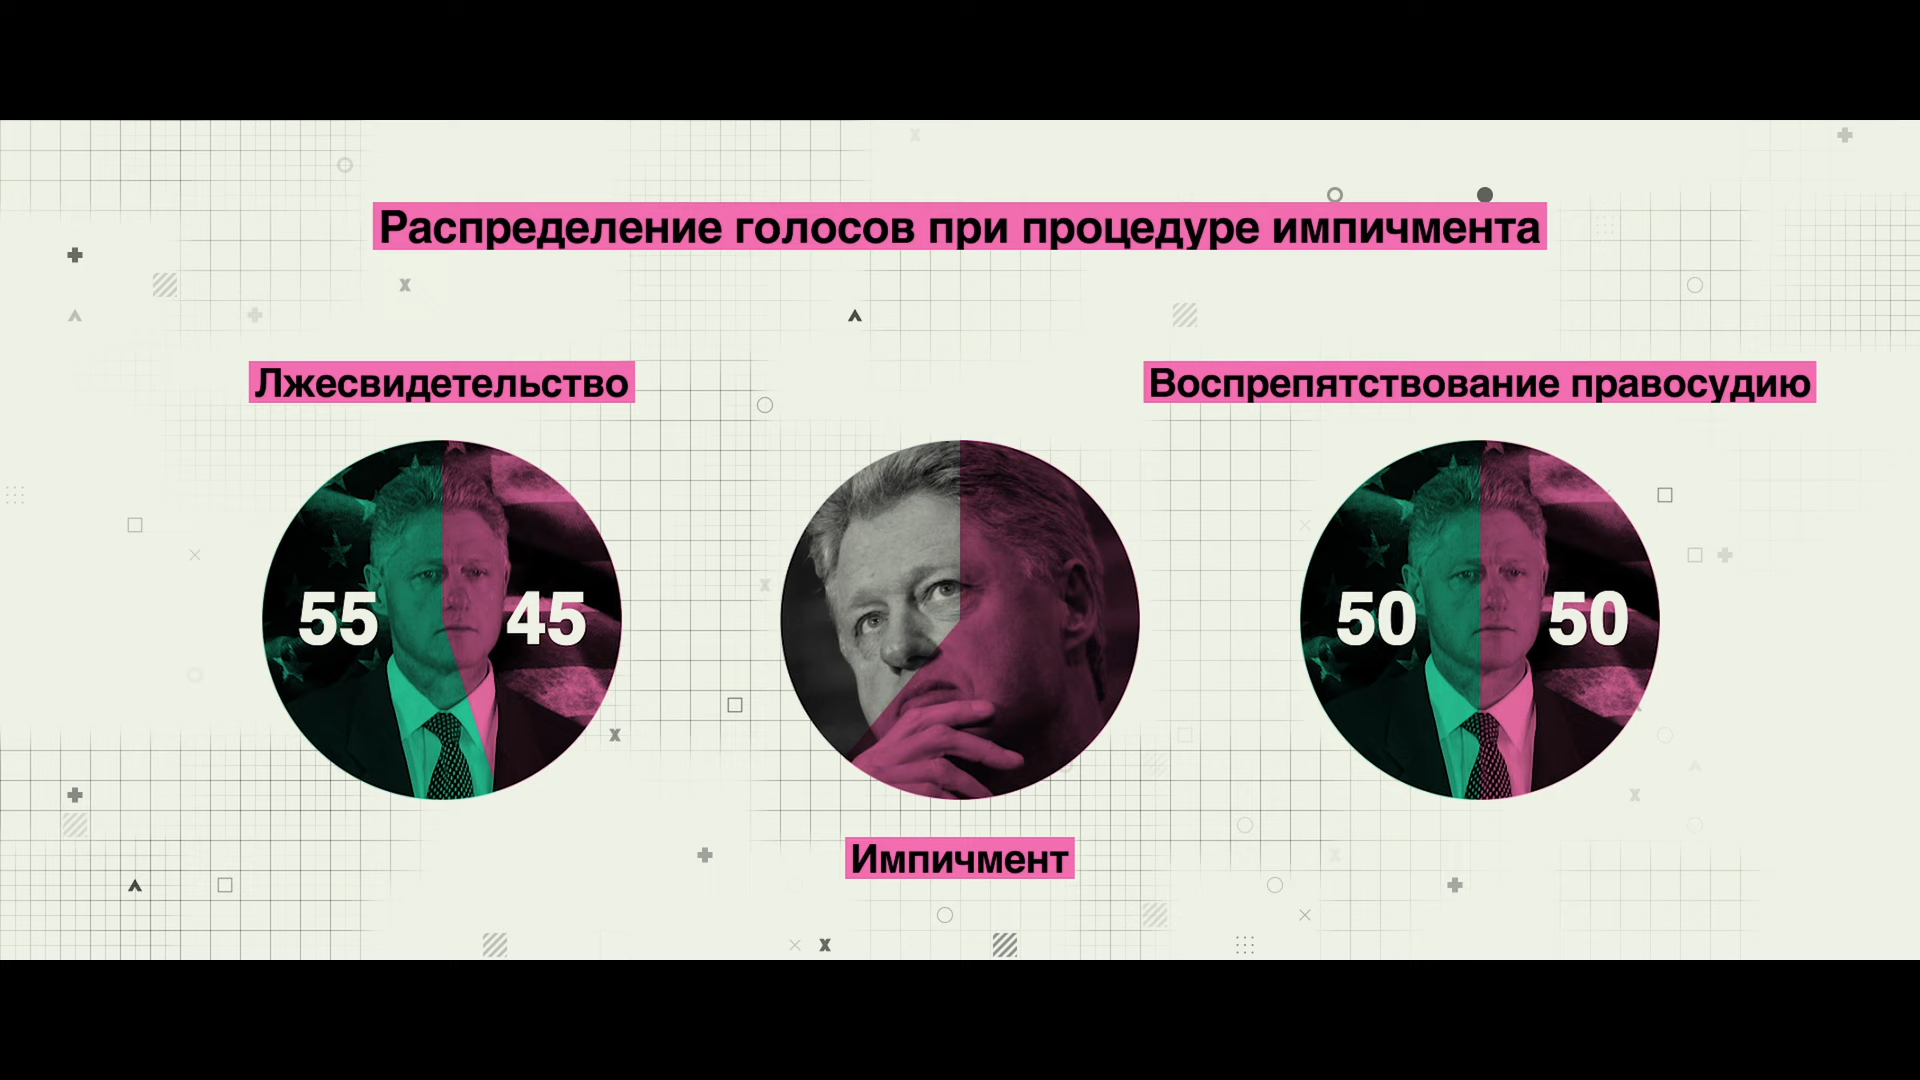 Распределение голосов при процедуре импичмента
Лжесвидетельство
Воспрепятствование правосудию
55 45
50 50
Импичмент